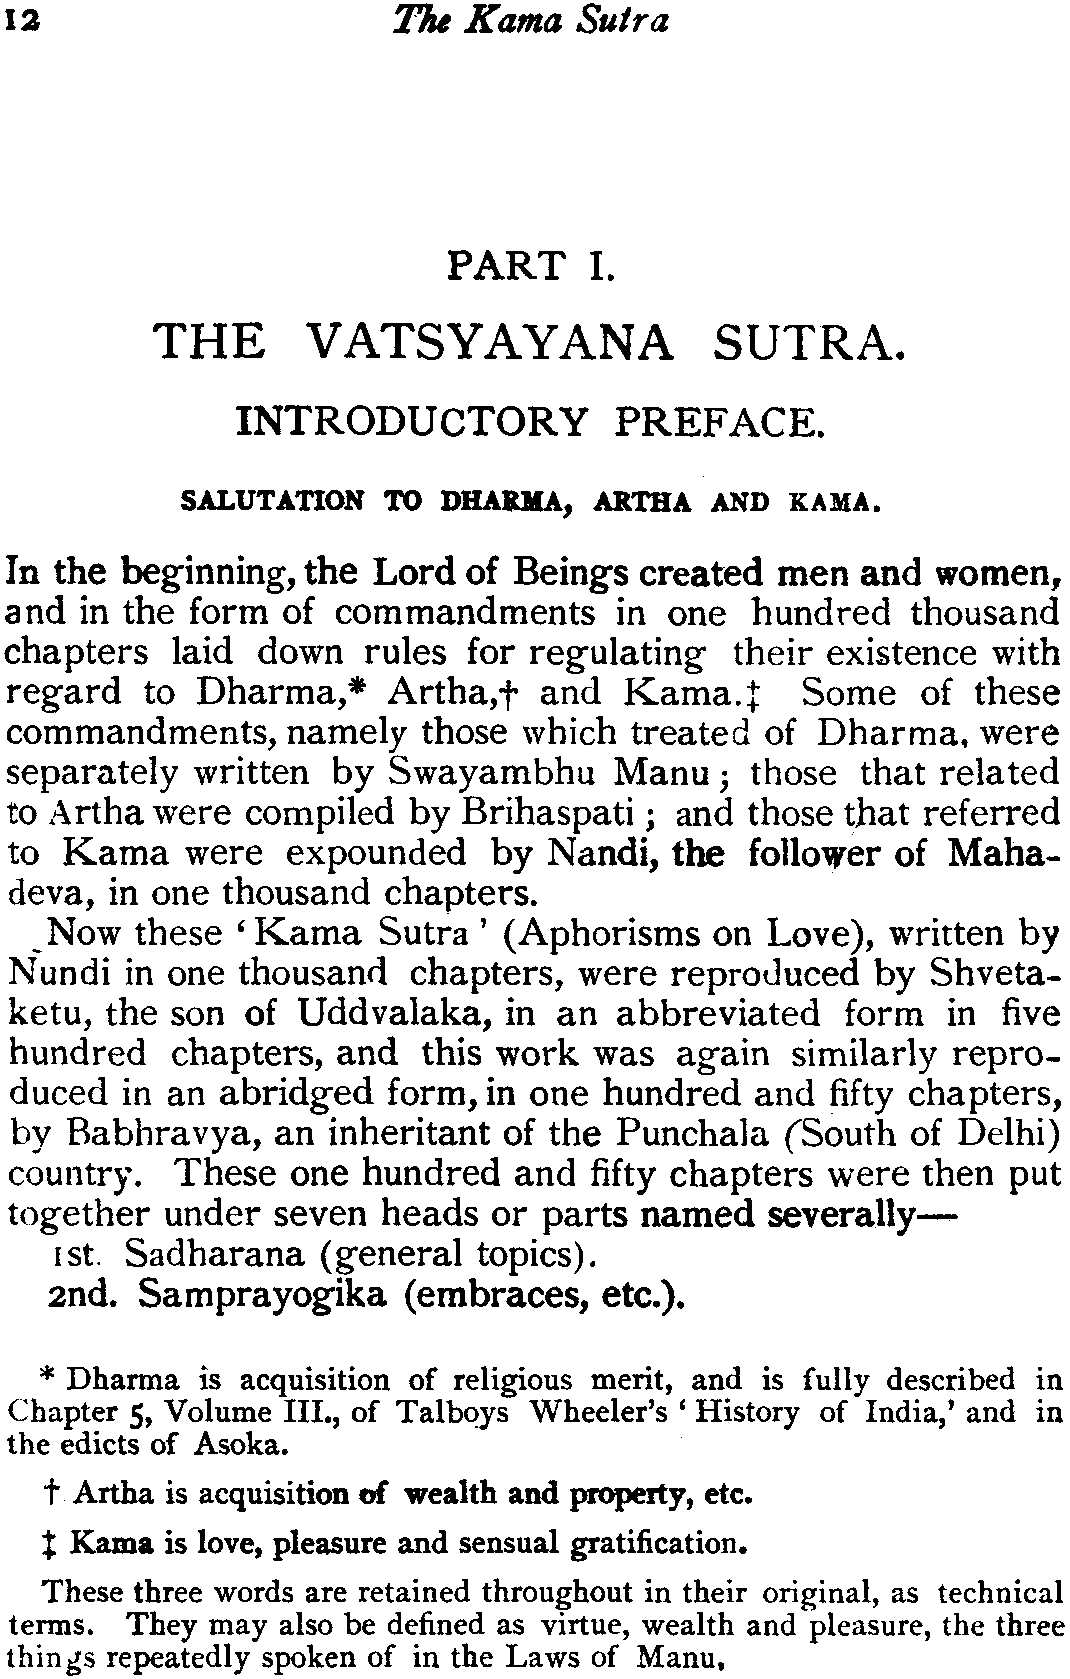 12 The Kama Sutra
PART I.
THE VATSYAYANA SUTRA.
INTRODUCTORY PREFACE.
SALUTATION TO DHARMA, ARTHA AND KAMA.
In the beginning, the Lord of Beings created men and women,
and in the form of commandments in one hundred thousand
chapters laid down rules for regulating their existence with
regard to Dharma,* Artha,† and Kama.‡ Some of these
commandments, namely those which treated of Dharma, were
separately written by Swayambhu Manu; those that related
to Artha were compiled by Brihaspati; and those that referred
to Kama were expounded by Nandi, the follower of Maha-
deva, in one thousand chapters.
Now these 'Kama Sutra' (Aphorisms on Love), written by
Nundi in one thousand chapters, were reproduced by Shveta-
ketu, the son of Uddvalaka, in an abbreviated form in five
hundred chapters, and this work was again similarly repro-
duced in an abridged form, in one hundred and fifty chapters,
by Babhravya, an inheritant of the Punchala (South of Delhi)
country. These one hundred and fifty chapters were then put
together under seven heads or parts named severally—
1st. Sadharana (general topics).
2nd. Samprayogika (embraces, etc.).
* Dharma is acquisition of religious merit, and is fully described in
Chapter 5, Volume III., of Talboys Wheeler's 'History of India,' and in
the edicts of Asoka.
† Artha is acquisition of wealth and property, etc.
‡ Kama is love, pleasure and sensual gratification.
These three words are retained throughout in their original, as technical
terms. They may also be defined as virtue, wealth and pleasure, the three
things repeatedly spoken of in the Laws of Manu.